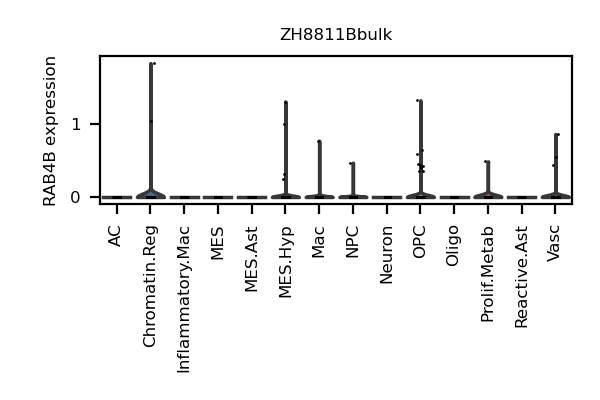 ZH8811Bbulk
RAB4B expression
1
0
AC
Chromatin.Reg
Inflammatory.Mac
MES
MES.Ast
MES.Hyp
Mac
NPC
Neuron
OPC
Oligo
Prolif.Metab
Reactive.Ast
Vasc